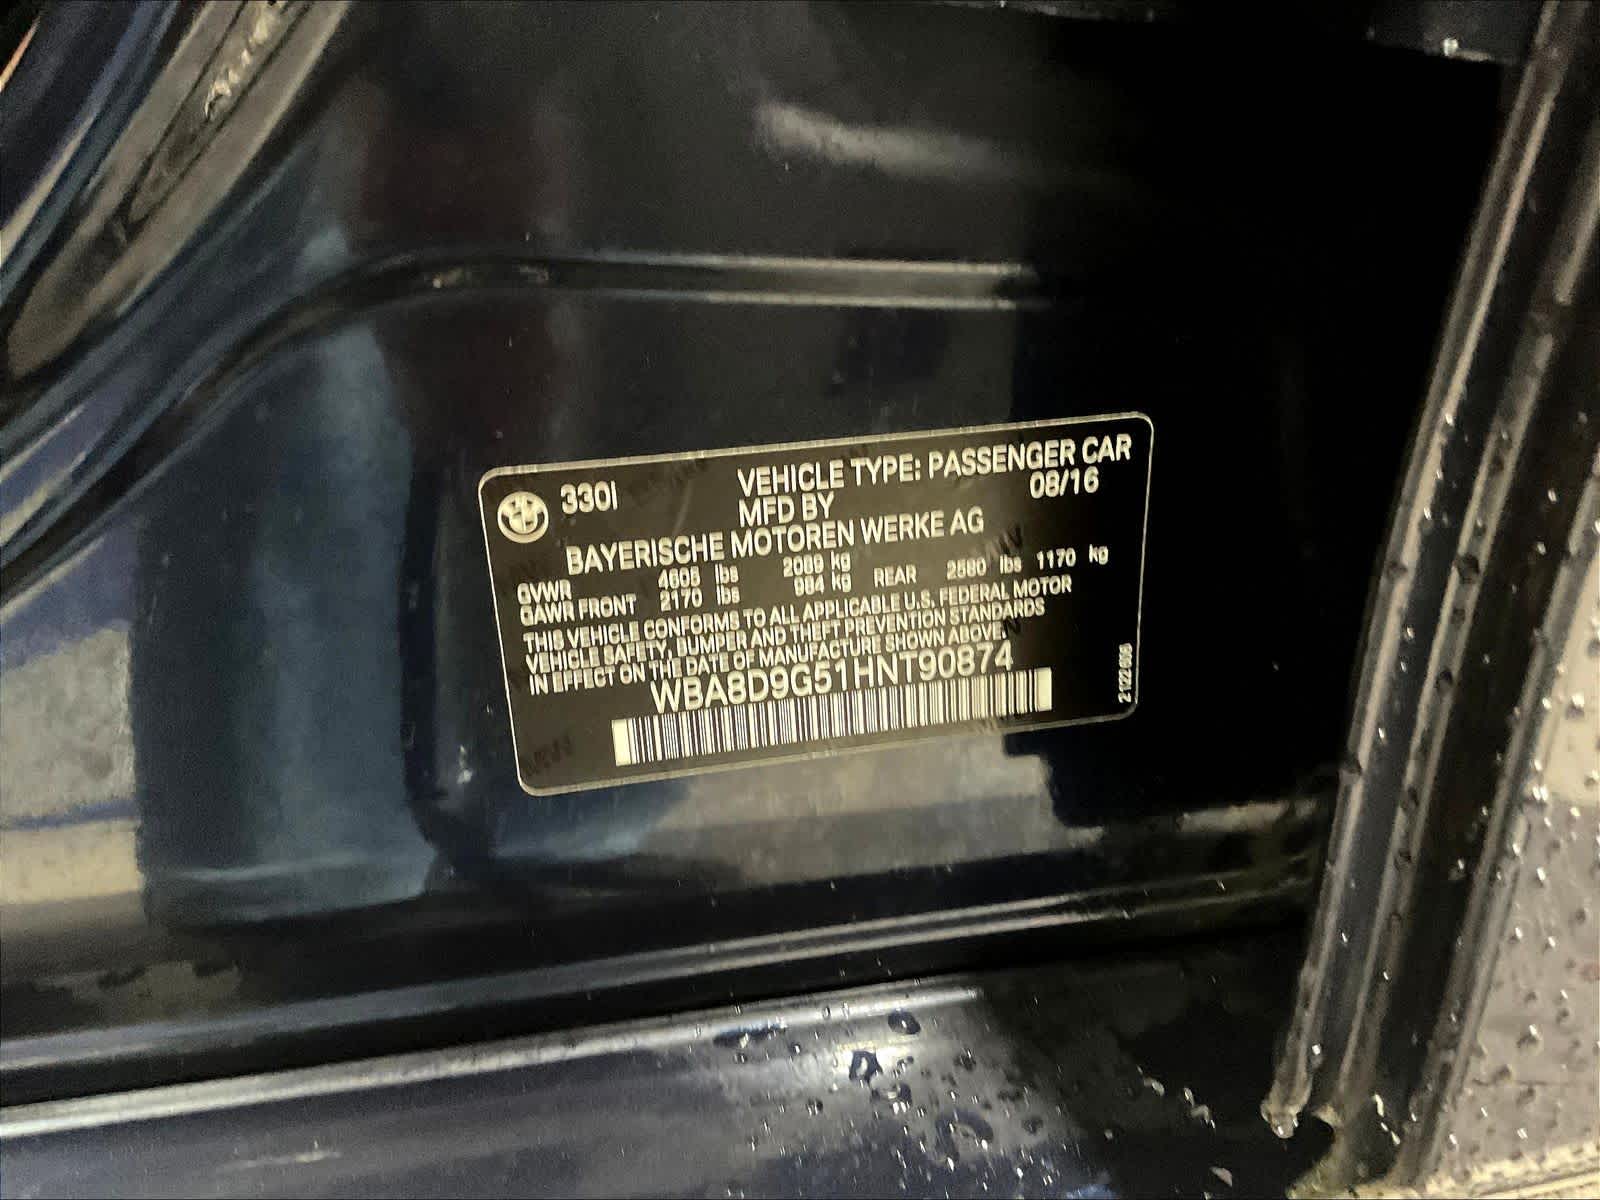 330I
VEHICLE TYPE: PASSENGER CAR
MFD BY 08/16
BAYERISCHE MOTOREN WERKE AG
GVWR 4605 lbs 2089 kg
GAWR FRONT 2170 lbs 984 kg REAR 2580 lbs 1170 kg
THIS VEHICLE CONFORMS TO ALL APPLICABLE U.S. FEDERAL MOTOR
VEHICLE SAFETY, BUMPER AND THEFT PREVENTION STANDARDS
IN EFFECT ON THE DATE OF MANUFACTURE SHOWN ABOVE.
WBA8D9G51HNT90874